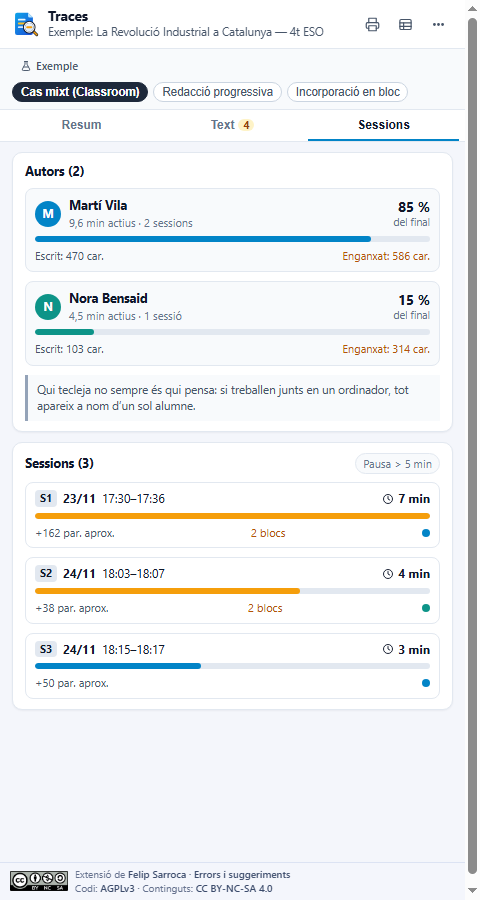 Traces
Exemple: La Revolució Industrial a Catalunya — 4t ESO
Exemple
Cas mixt (Classroom)
Redacció progressiva
Incorporació en bloc
Resum
Text 4
Sessions
Autors (2)
M
Martí Vila
85 %
9,6 min actius · 2 sessions
del final
Escrit: 470 car.
Enganxat: 586 car.
N
Nora Bensaid
15 %
4,5 min actius · 1 sessió
del final
Escrit: 103 car.
Enganxat: 314 car.
Qui tecleja no sempre és qui pensa: si treballen junts en un ordinador, tot
apareix a nom d'un sol alumne.
Sessions (3)
Pausa > 5 min
S1 23/11 17:30–17:36
7 min
+162 par. aprox.
2 blocs
S2 24/11 18:03–18:07
4 min
+38 par. aprox.
2 blocs
S3 24/11 18:15–18:17
3 min
+50 par. aprox.
CC BY NC SA
Extensió de Felip Sarroca · Errors i suggeriments
Codi: AGPLv3 · Continguts: CC BY-NC-SA 4.0